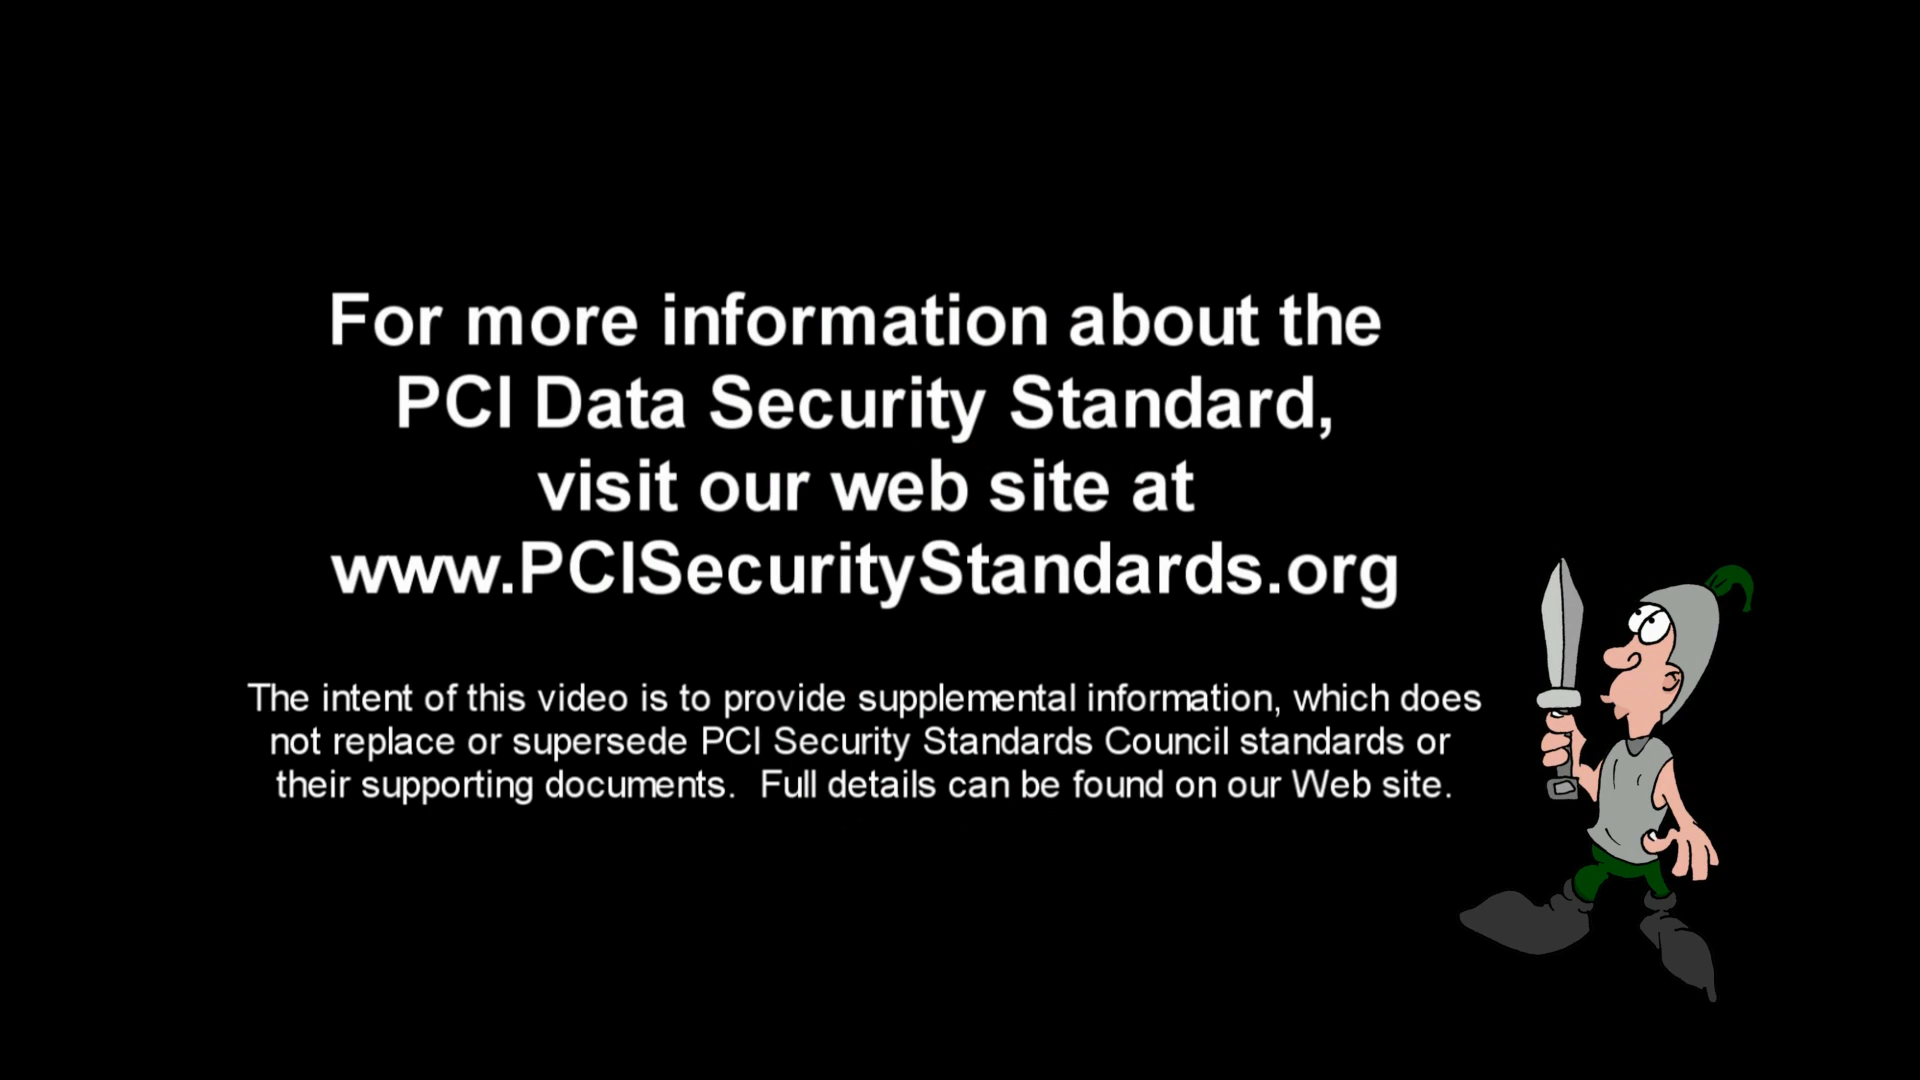 For more information about the
PCI Data Security Standard,
visit our web site at
www.PCISecurityStandards.org
The intent of this video is to provide supplemental information, which does
not replace or supersede PCI Security Standards Council standards or
their supporting documents.  Full details can be found on our Web site.